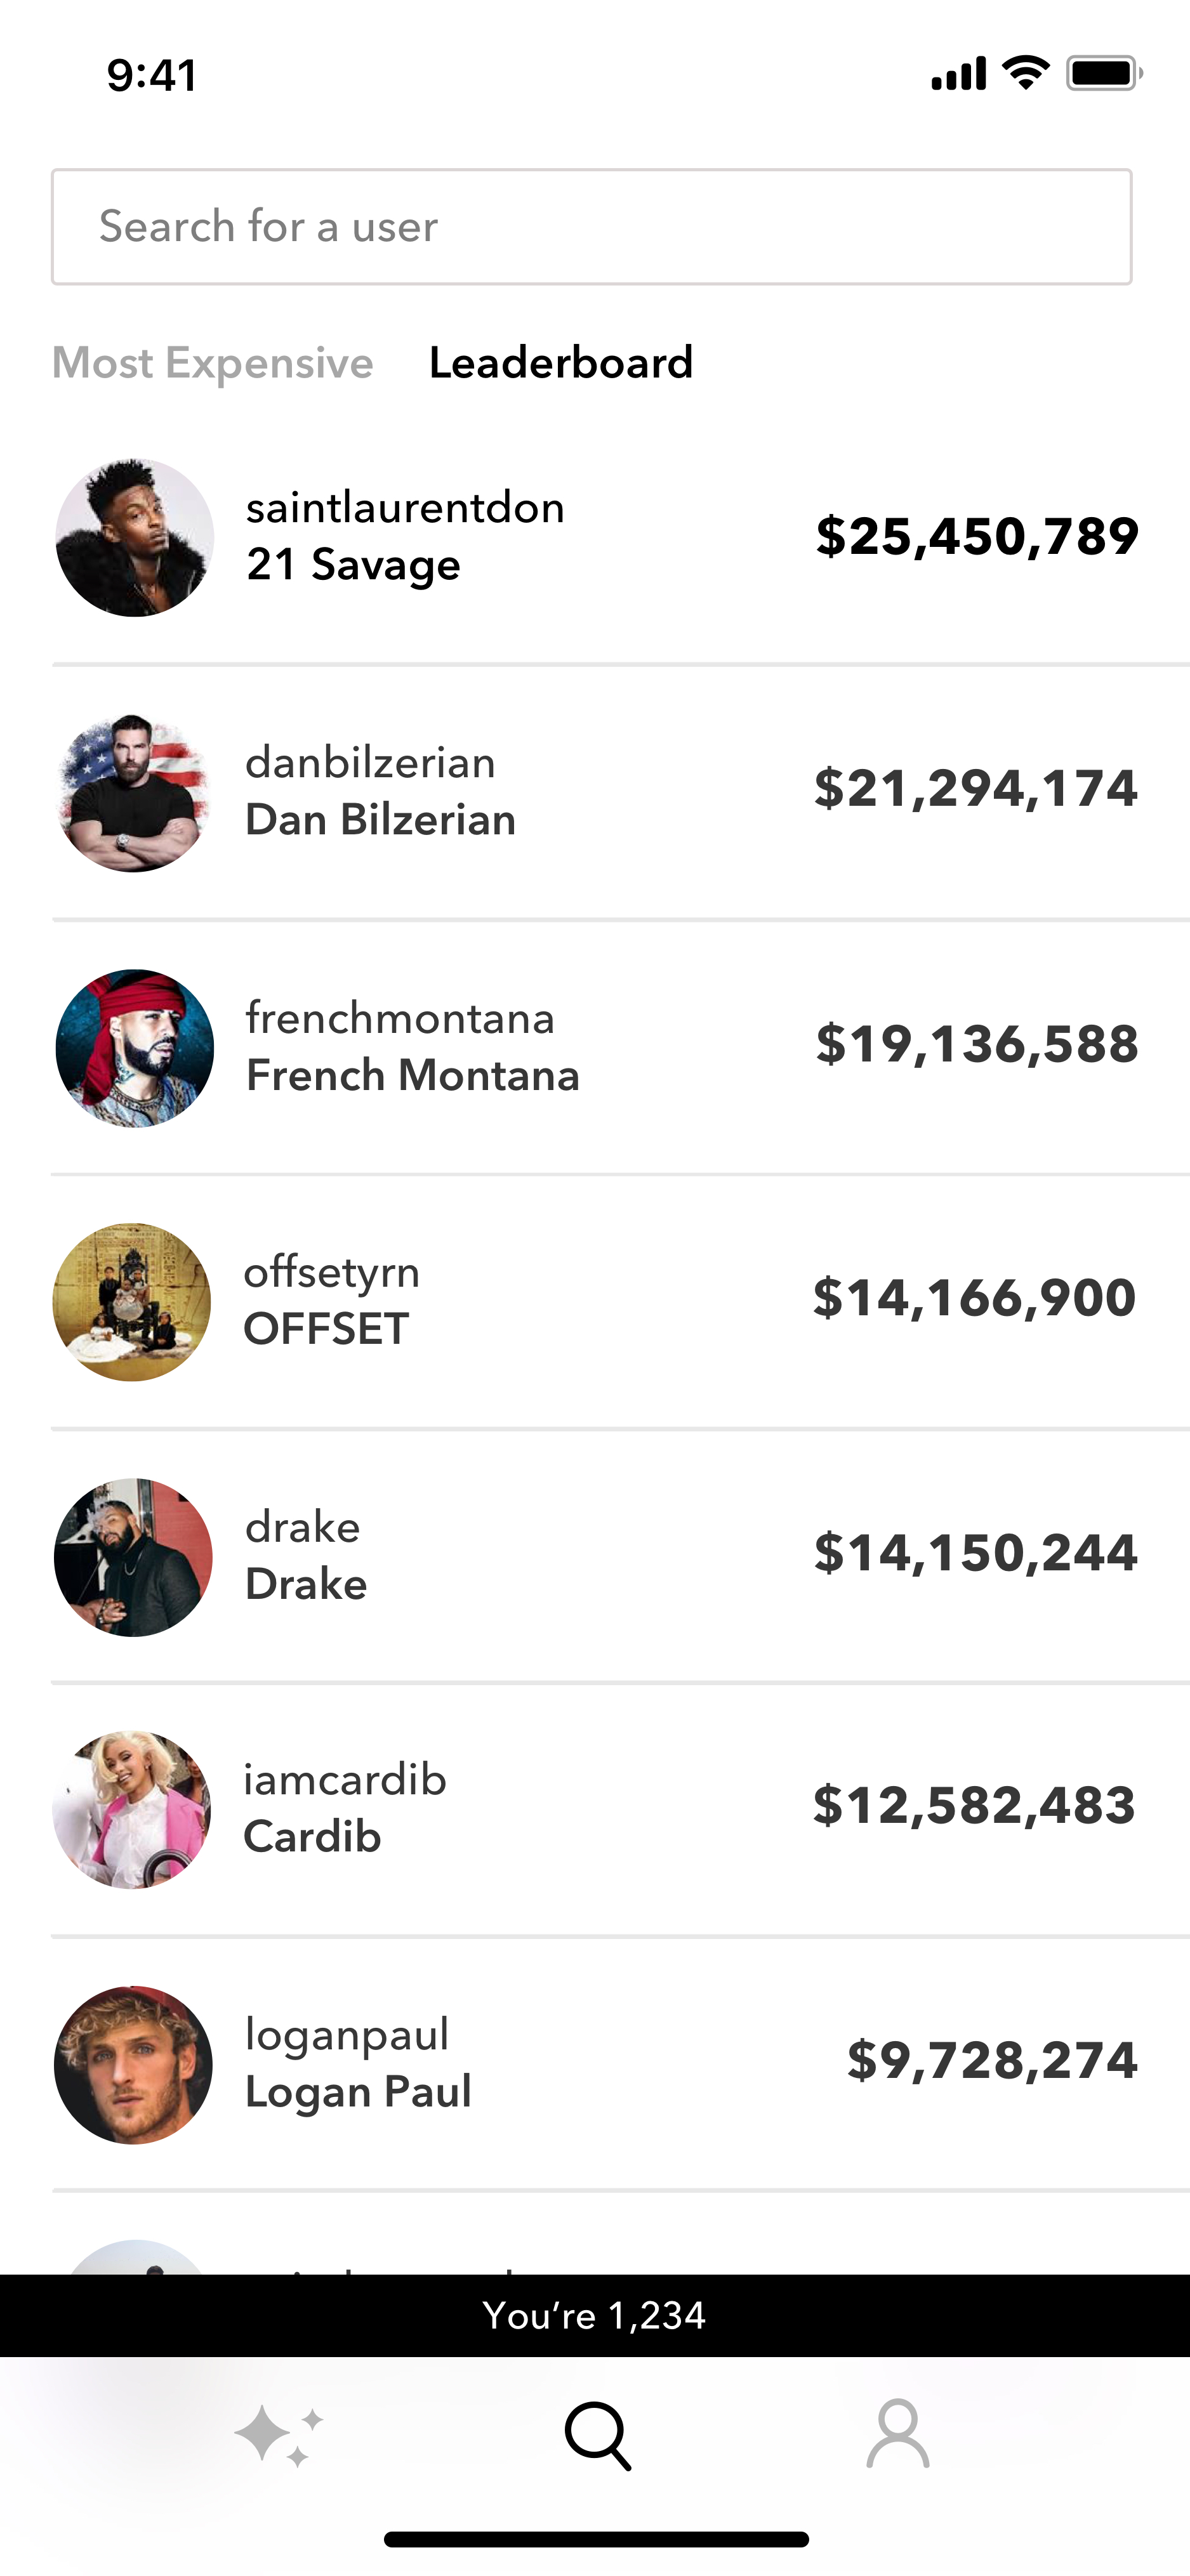 9:41
Search for a user
Most Expensive Leaderboard
saintlaurentdon
21 Savage
$25,450,789
danbilzerian
Dan Bilzerian
$21,294,174
frenchmontana
French Montana
$19,136,588
offsetyrn
OFFSET
$14,166,900
drake
Drake
$14,150,244
iamcardib
Cardib
$12,582,483
loganpaul
Logan Paul
$9,728,274
You’re 1,234